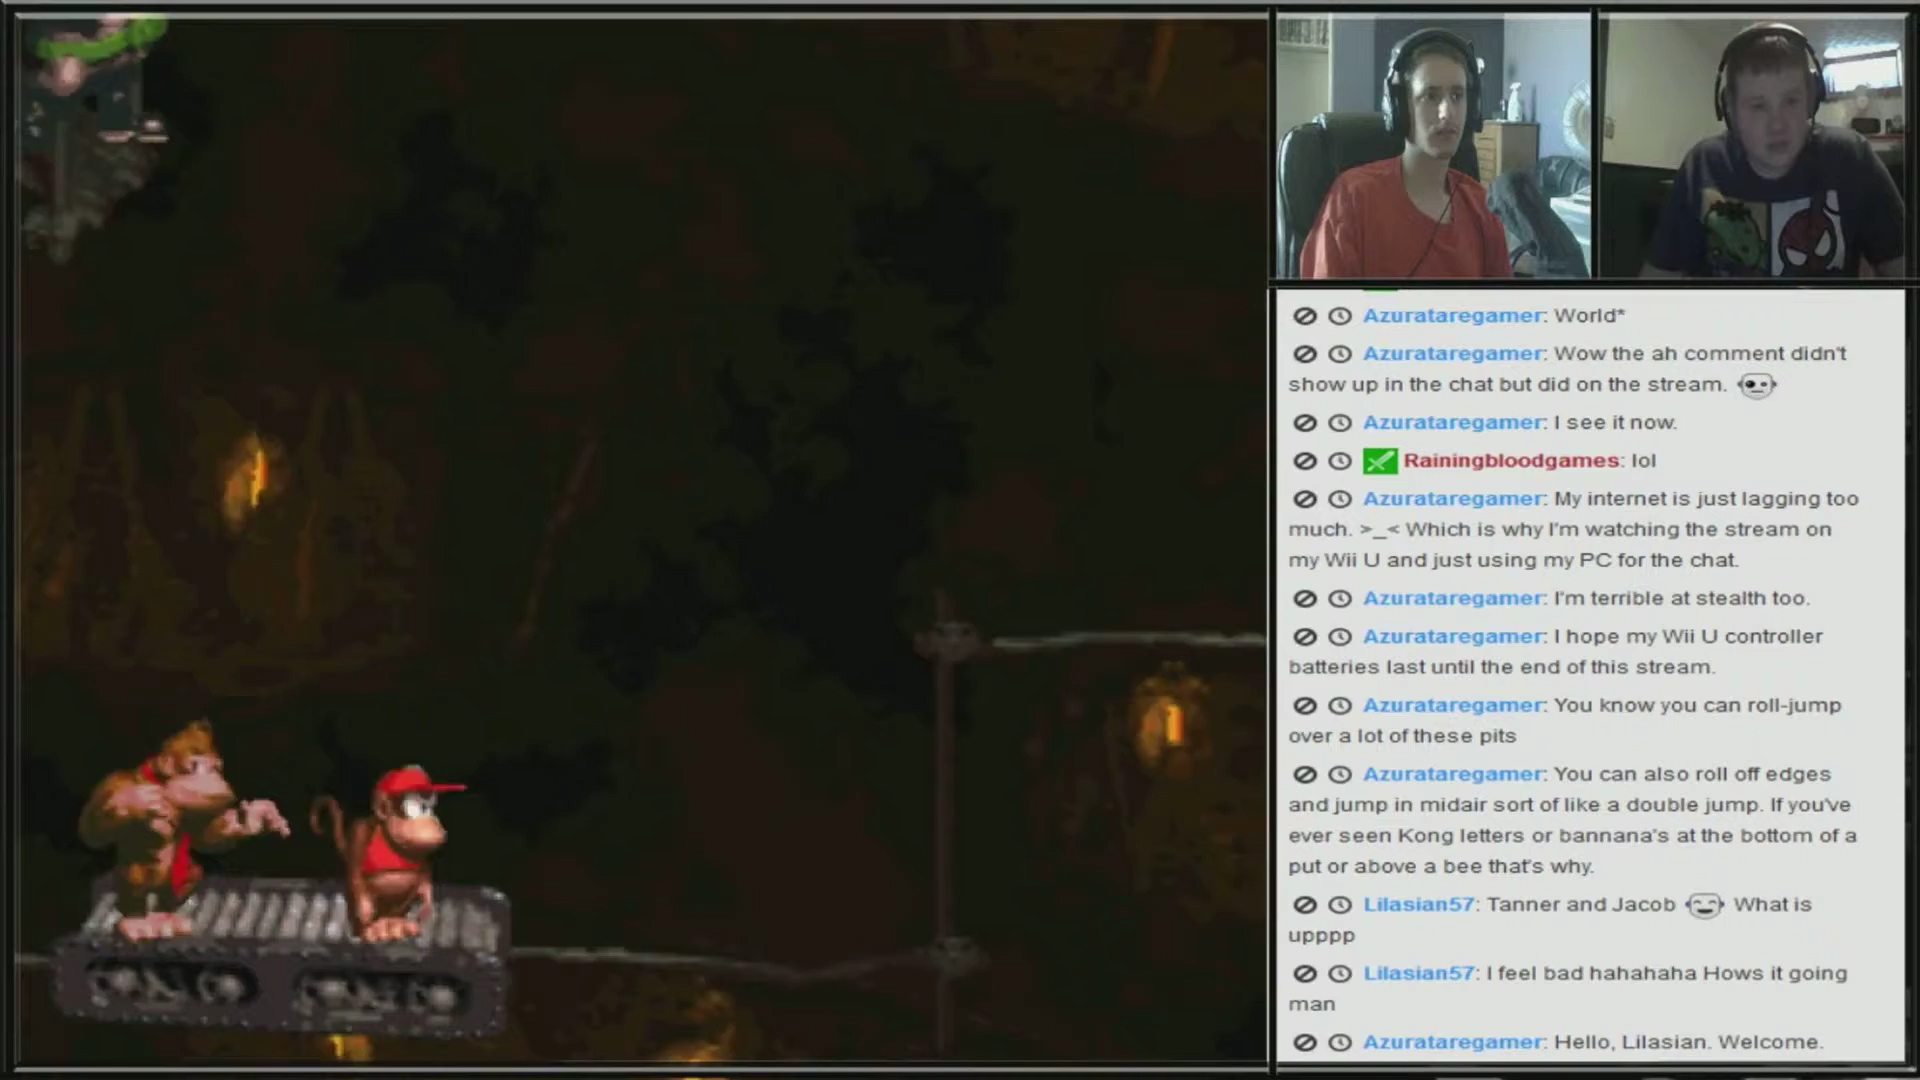 Azurataregamer: World*
Azurataregamer: Wow the ah comment didn't
show up in the chat but did on the stream.
Azurataregamer: I see it now.
Rainingbloodgames: lol
Azurataregamer: My internet is just lagging too
much. >_< Which is why I'm watching the stream on
my Wii U and just using my PC for the chat.
Azurataregamer: I'm terrible at stealth too.
Azurataregamer: I hope my Wii U controller
batteries last until the end of this stream.
Azurataregamer: You know you can roll-jump
over a lot of these pits
Azurataregamer: You can also roll off edges
and jump in midair sort of like a double jump. If you've
ever seen Kong letters or bannana's at the bottom of a
put or above a bee that's why.
Lilasian57: Tanner and Jacob What is
upppp
Lilasian57: I feel bad hahahaha Hows it going
man
Azurataregamer: Hello, Lilasian. Welcome.